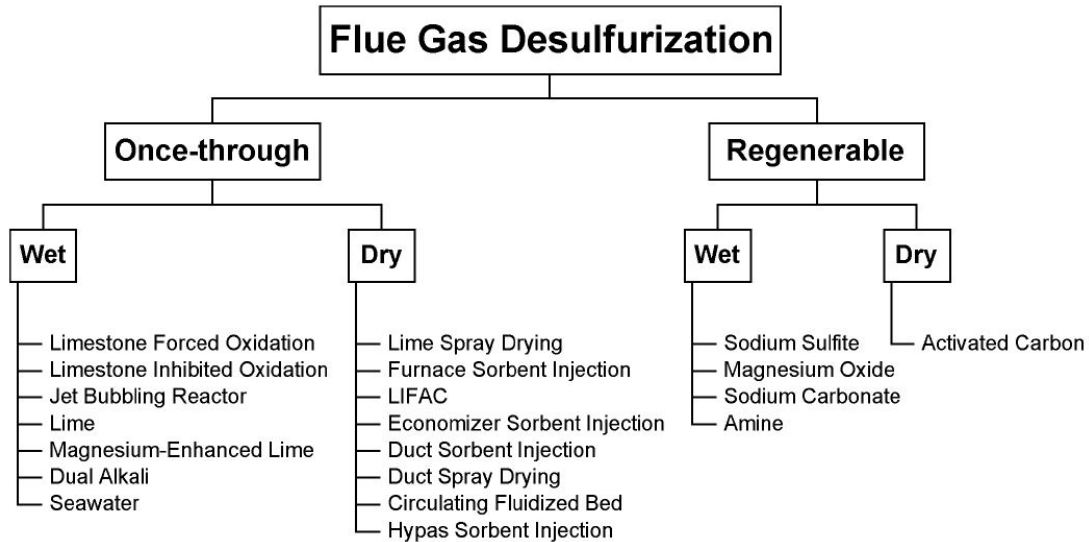 Flue Gas Desulfurization
Once-through
Regenerable
Wet
Dry
Wet
Dry
Limestone Forced Oxidation
Limestone Inhibited Oxidation
Jet Bubbling Reactor
Lime
Magnesium-Enhanced Lime
Dual Alkali
Seawater
Lime Spray Drying
Furnace Sorbent Injection
LIFAC
Economizer Sorbent Injection
Duct Sorbent Injection
Duct Spray Drying
Circulating Fluidized Bed
Hypas Sorbent Injection
Sodium Sulfite
Magnesium Oxide
Sodium Carbonate
Amine
Activated Carbon